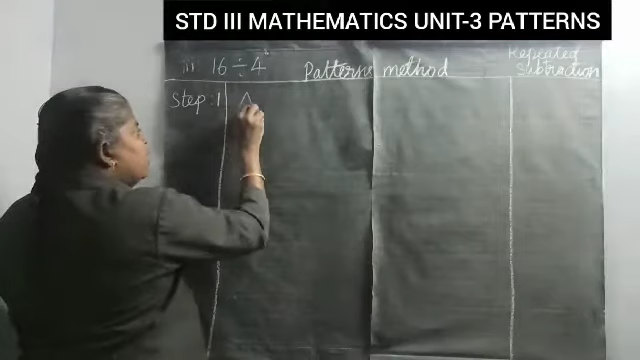 STD III MATHEMATICS UNIT-3 PATTERNS
iii 16 ÷ 4 Patterns method Repeated Subtraction
Step: 1